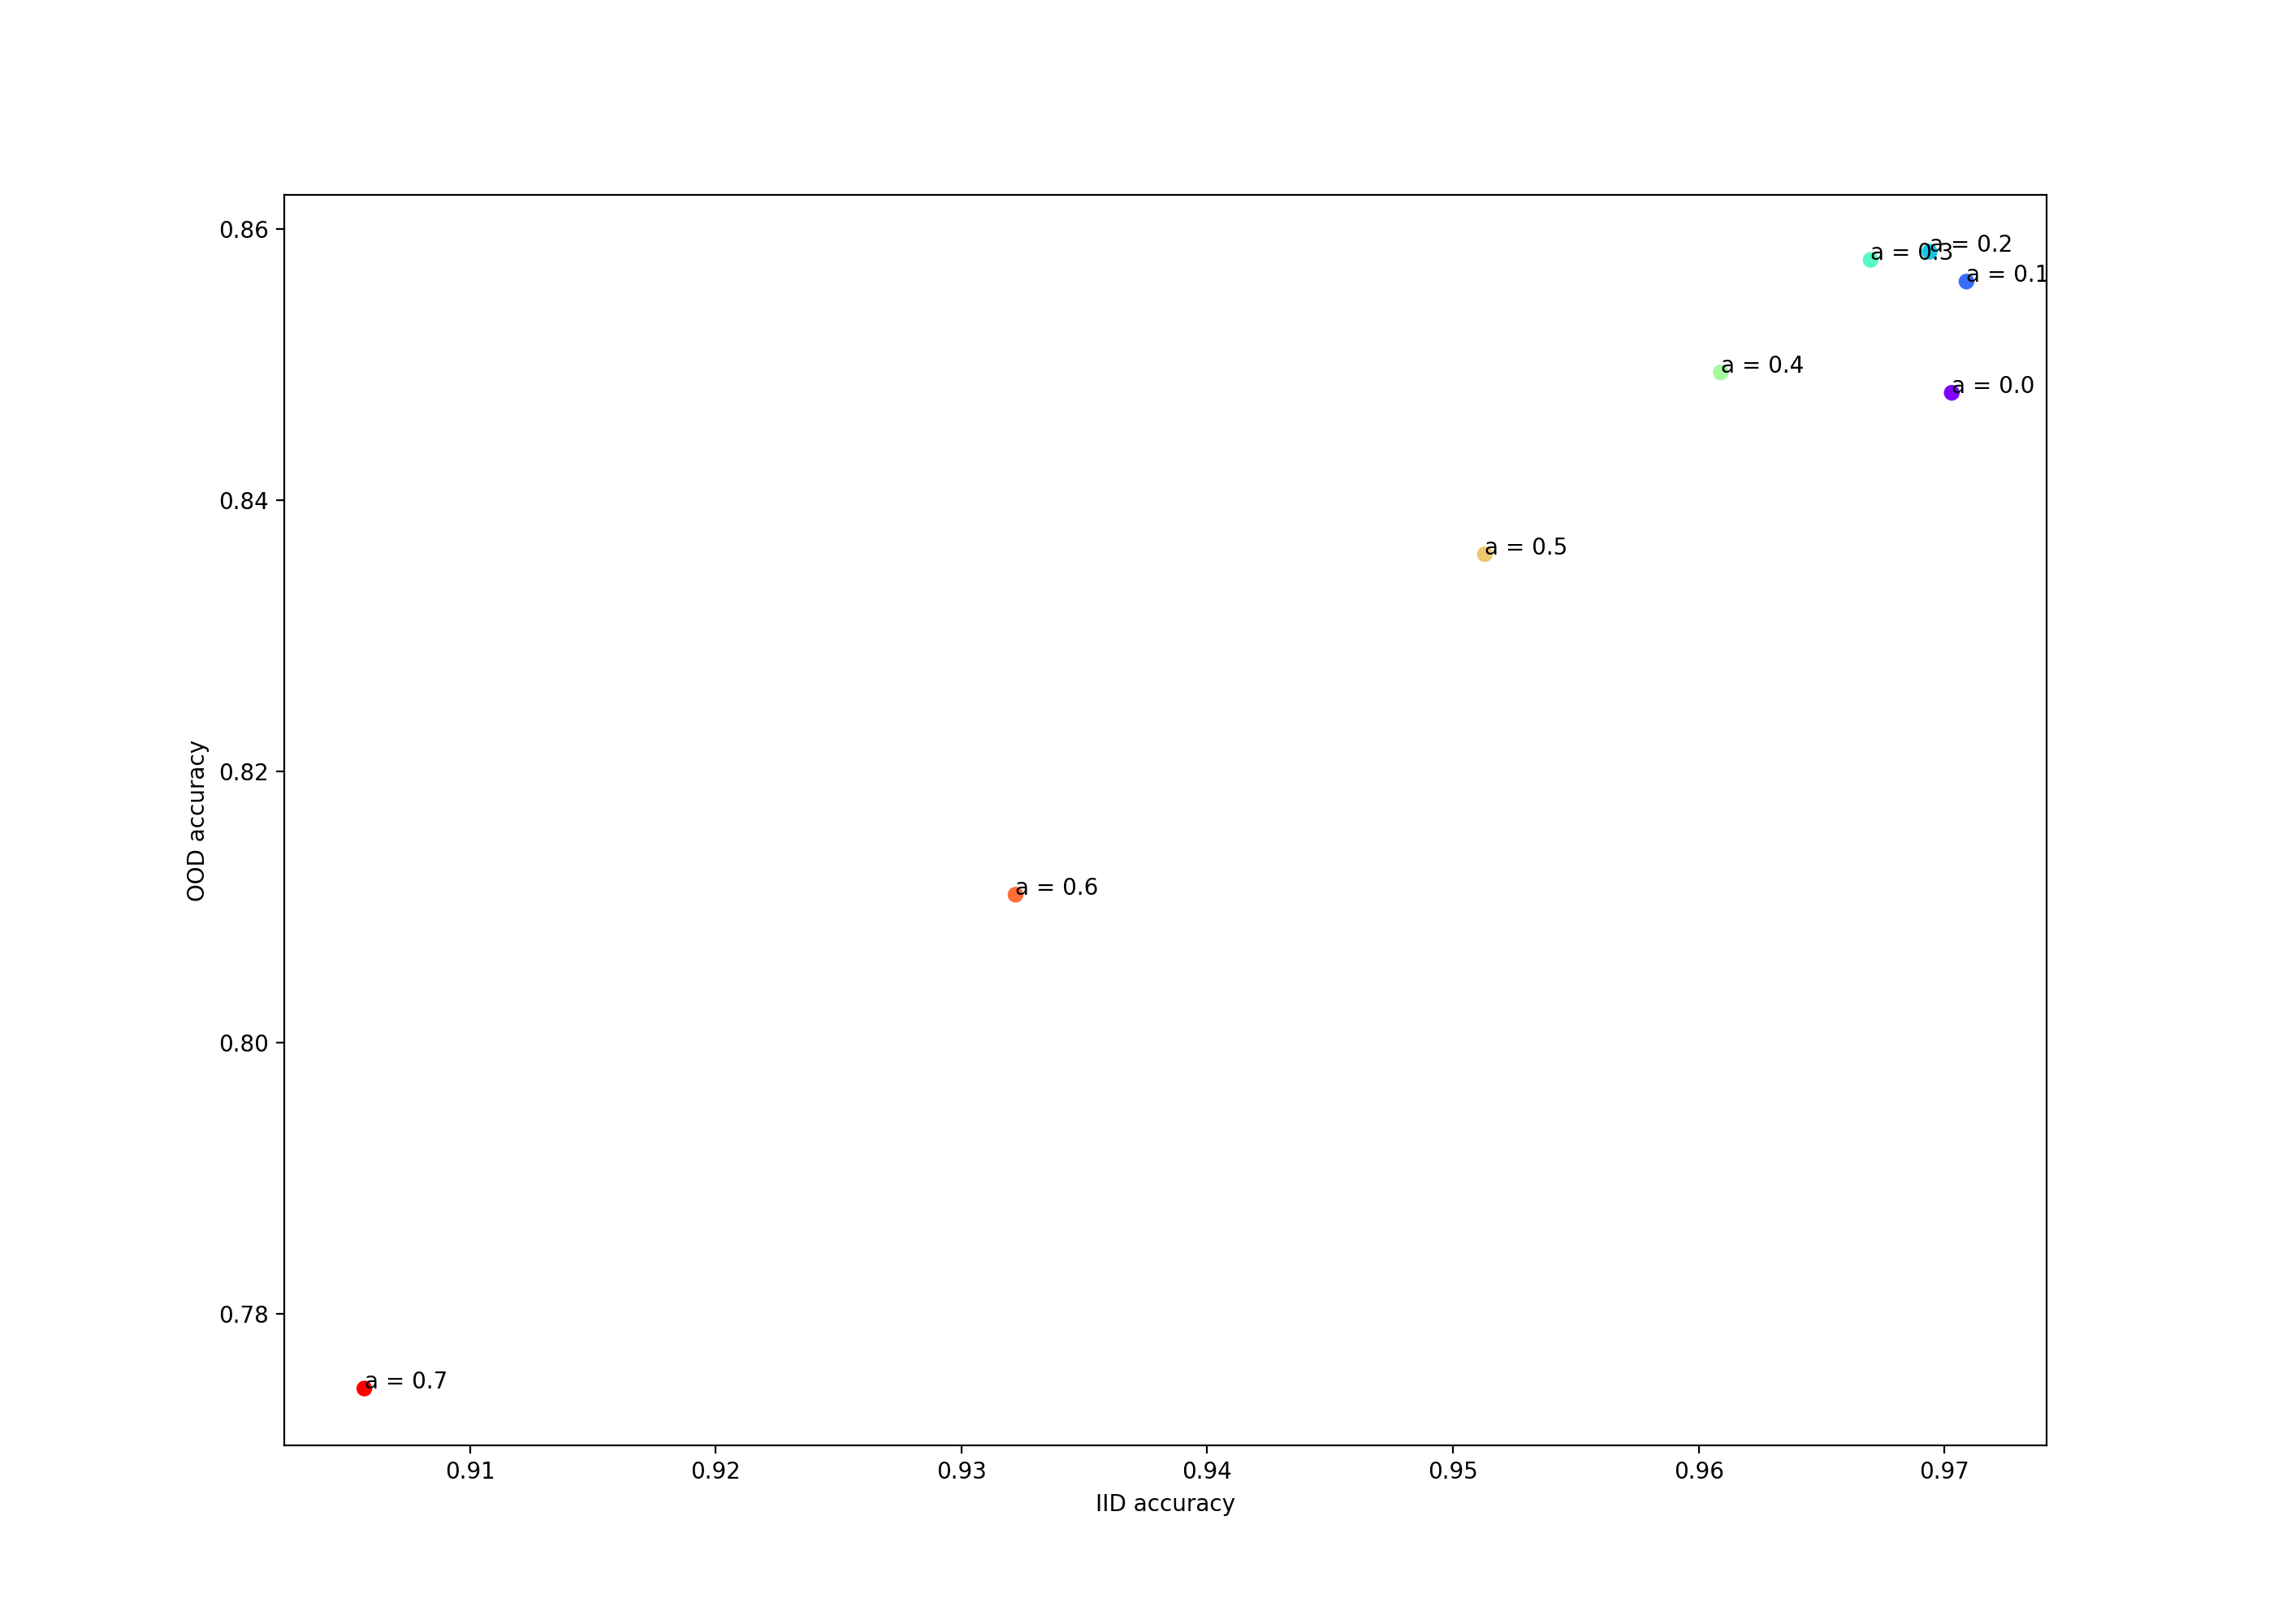 0.86
0.84
0.82
0.80
0.78
OOD accuracy
a = 0.2
a = 0.3
a = 0.1
a = 0.4
a = 0.0
a = 0.5
a = 0.6
a = 0.7
0.91 0.92 0.93 0.94 0.95 0.96 0.97
IID accuracy